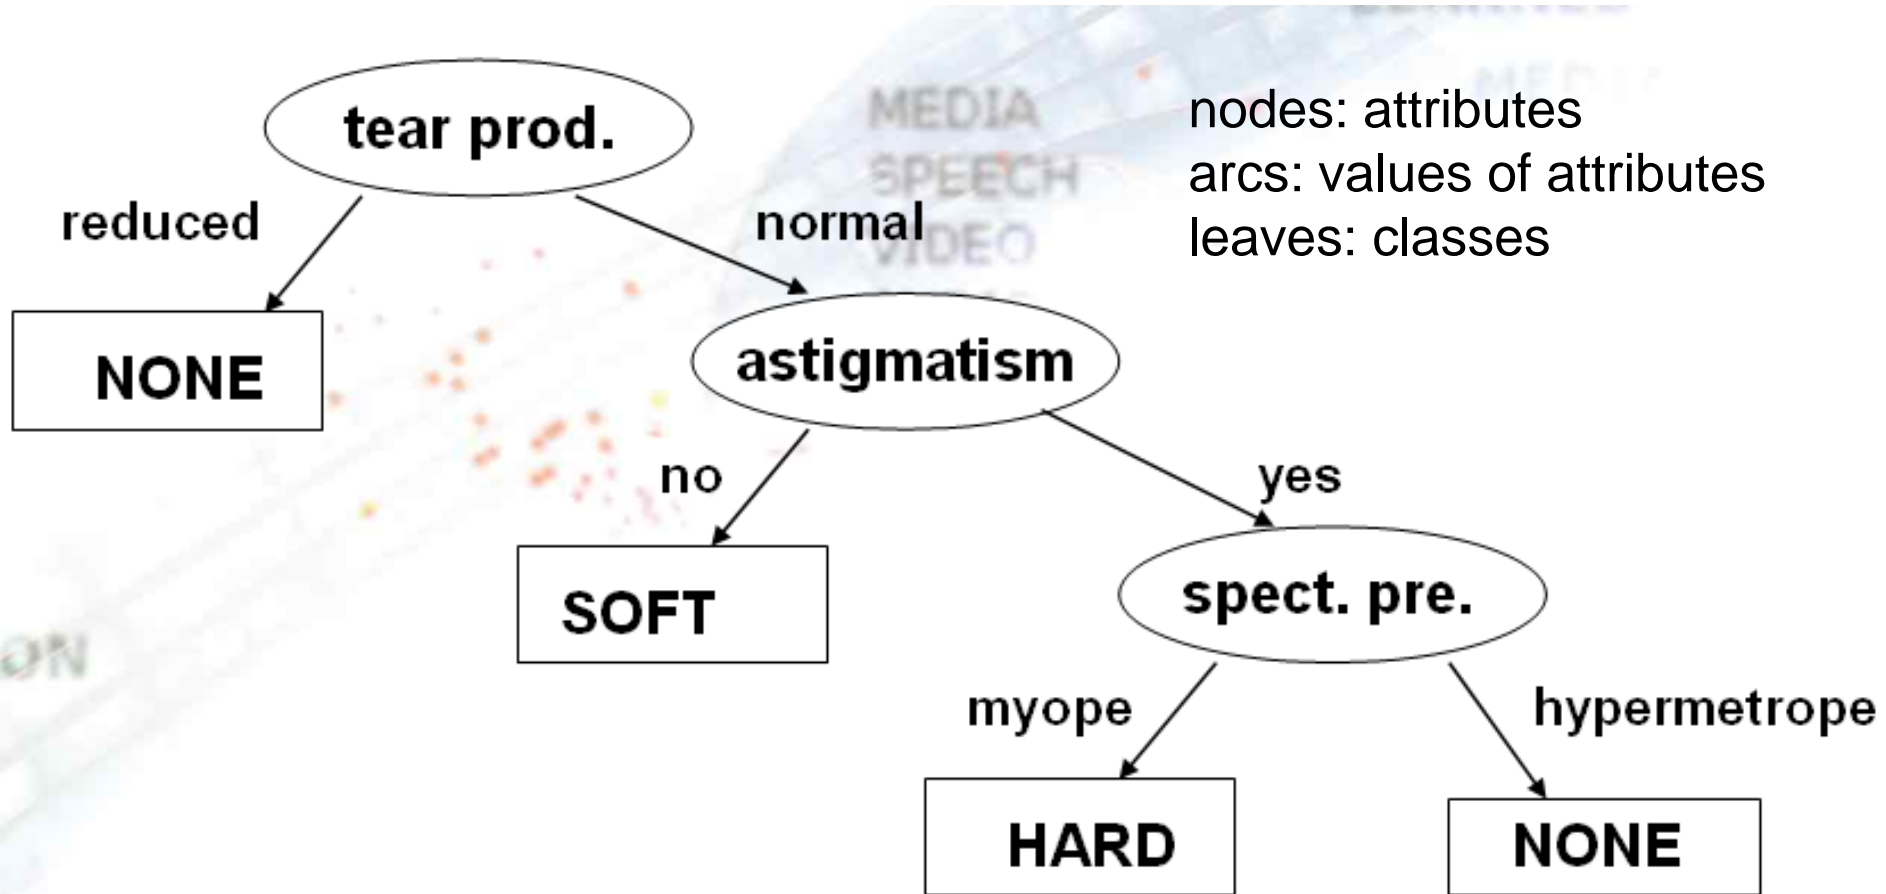 tear prod.
MEDIA
SPEECH
VIDEO
nodes: attributes
arcs: values of attributes
leaves: classes
reduced
normal
NONE
astigmatism
no
yes
SOFT
spect. pre.
myope
hypermetrope
HARD
NONE